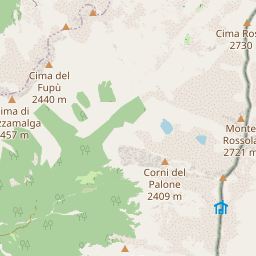 Cima Ros
2730
Cima del
Fupù
2440 m
ima di
zzamalga
457 m
Monte
Rossola
2721 m
Corni del
Palone
2409 m